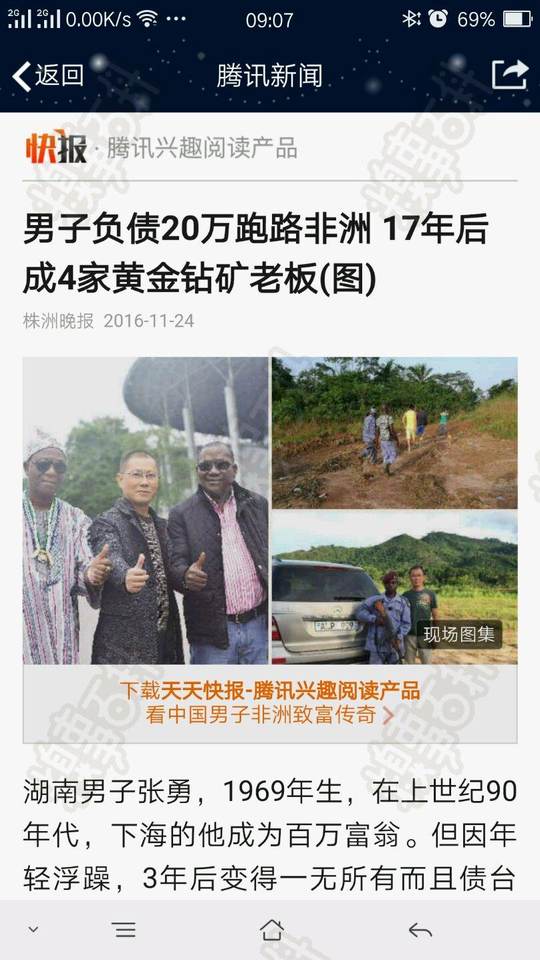 2G 2G 0.00K/s ••• 09:07 69%
返回 腾讯新闻
快报 · 腾讯兴趣阅读产品
男子负债20万跑路非洲 17年后
成4家黄金钻矿老板(图)
株洲晚报 2016-11-24
现场图集
下载天天快报-腾讯兴趣阅读产品
看中国男子非洲致富传奇
湖南男子张勇，1969年生，在上世纪90
年代，下海的他成为百万富翁。但因年
轻浮躁，3年后变得一无所有而且债台